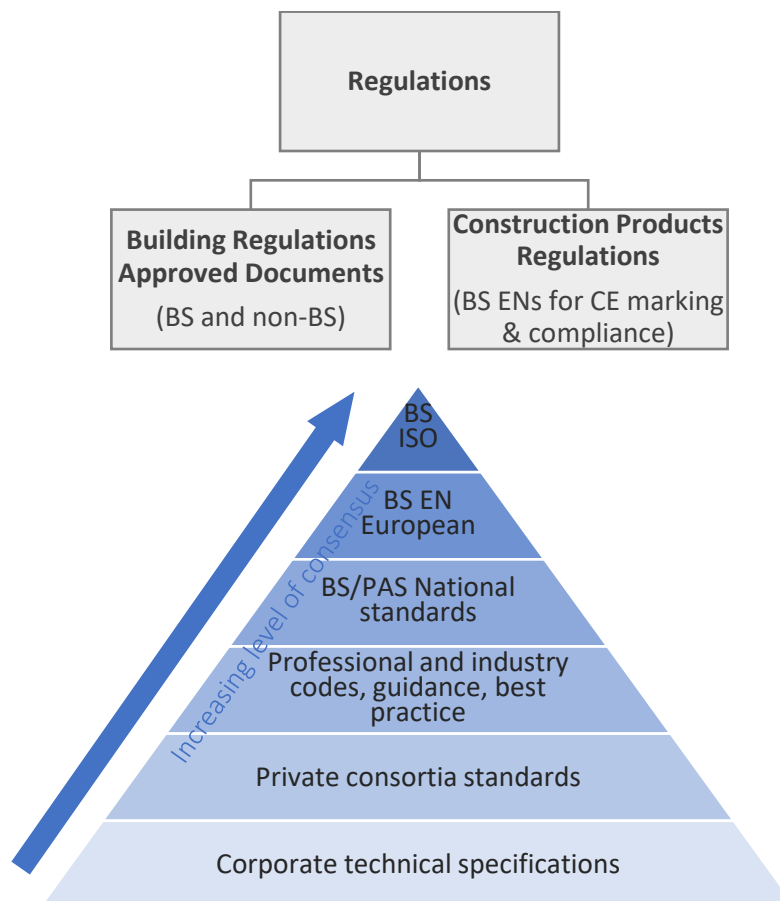 Regulations
Building Regulations
Approved Documents
(BS and non-BS)
Construction Products
Regulations
(BS ENs for CE marking
& compliance)
Increasing level of consensus
BS
ISO
BS EN
European
BS/PAS National
standards
Professional and industry
codes, guidance, best
practice
Private consortia standards
Corporate technical specifications